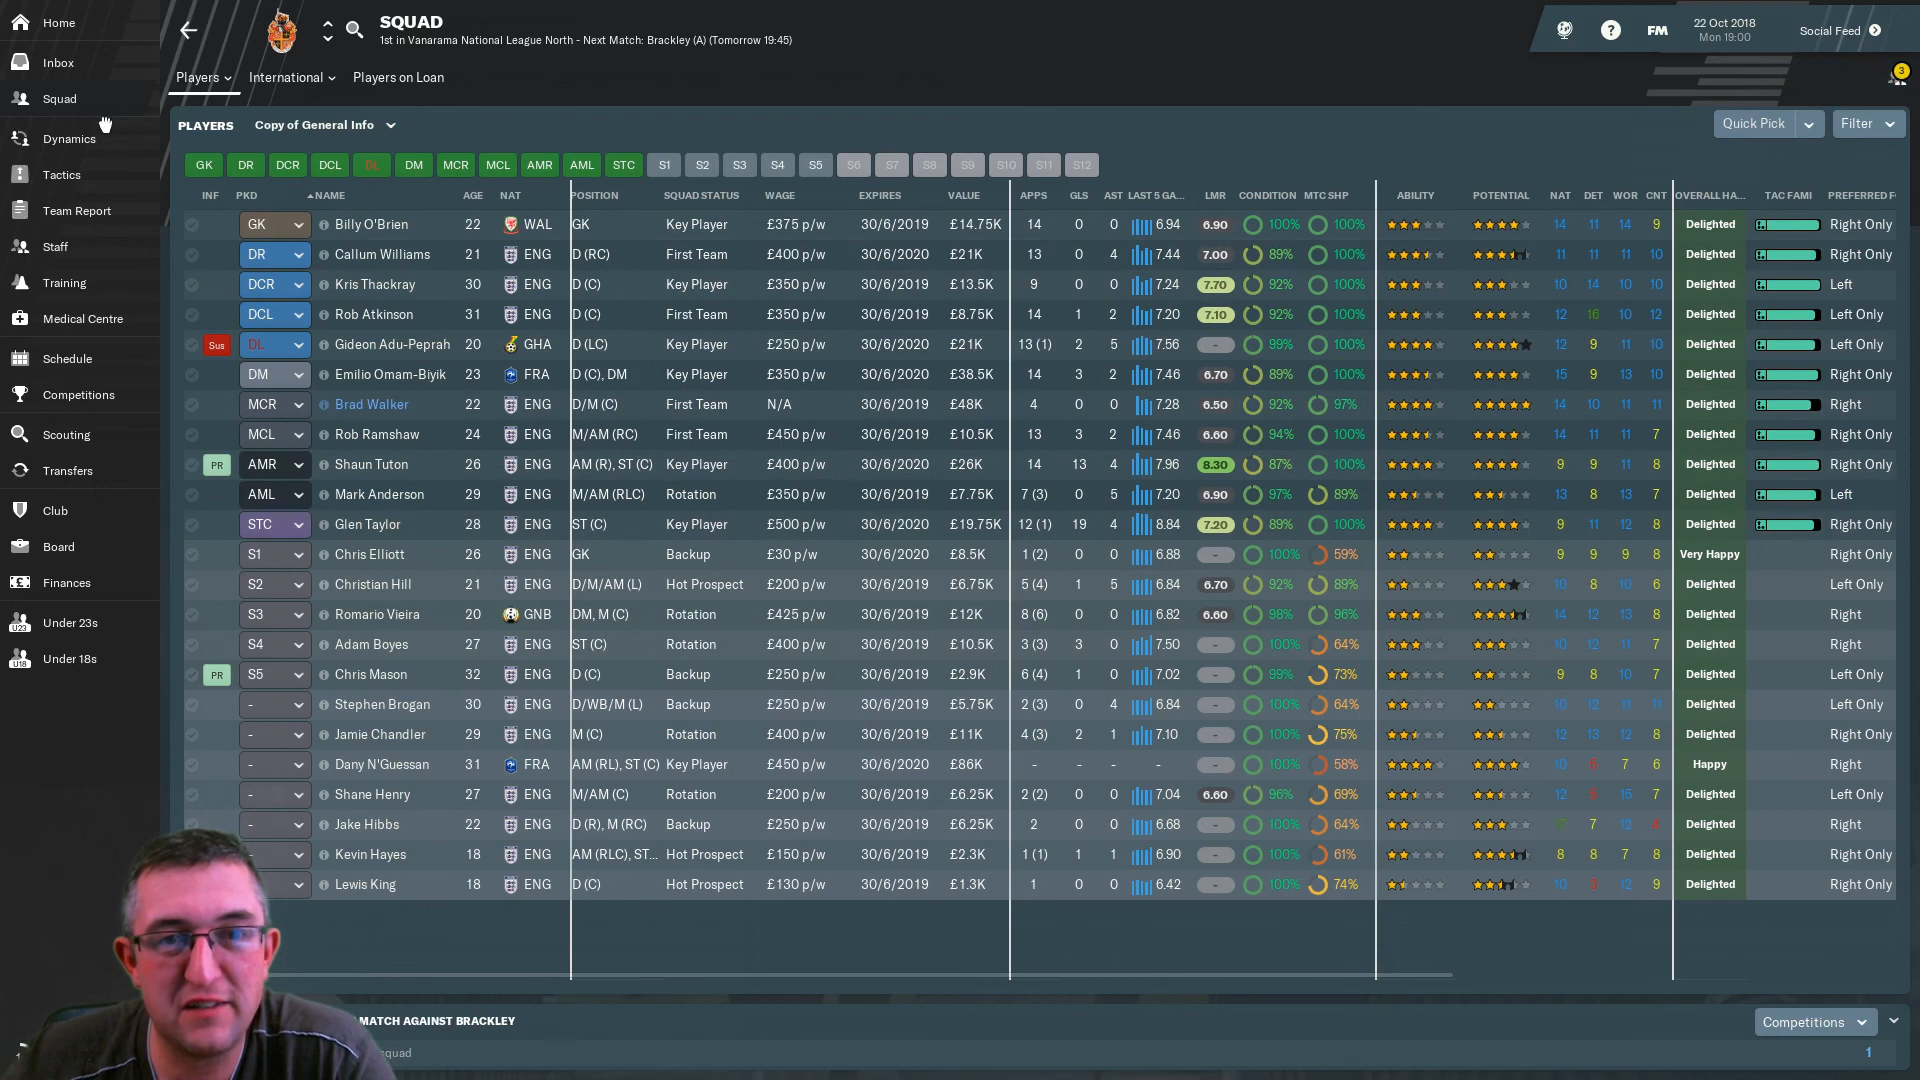 Home
Inbox
Squad
Dynamics
Tactics
Team Report
Staff
Training
Medical Centre
Schedule
Competitions
Scouting
Transfers
Club
Board
Finances
U23 Under 23s
U18 Under 18s
SQUAD
1st in Vanarama National League North - Next Match: Brackley (A) (Tomorrow 19:45)
? FM 22 Oct 2018 Social Feed
Mon 19:00
3
Players International Players on Loan
PLAYERS Copy of General Info Quick Pick Filter
GK DR DCR DCL DL DM MCR MCL AMR AML STC S1 S2 S3 S4 S5 S6 S7 S8 S9 S10 S11 S12
INF PKD NAME AGE NAT POSITION SQUAD STATUS WAGE EXPIRES VALUE APPS GLS AST LAST 5 GA... LMR CONDITION MTC SHP ABILITY POTENTIAL NAT DET WOR CNT OVERALL HA... TAC FAMI PREFERRED F
GK Billy O'Brien 22 WAL GK Key Player £375 p/w 30/6/2019 £14.75K 14 0 0 6.94 6.90 100% 100% 14 11 14 9 Delighted Right Only
DR Callum Williams 21 ENG D (RC) First Team £400 p/w 30/6/2020 £21K 13 0 4 7.44 7.00 89% 100% 11 11 11 10 Delighted Right Only
DCR Kris Thackray 30 ENG D (C) Key Player £350 p/w 30/6/2019 £13.5K 9 0 0 7.24 7.70 92% 100% 10 14 10 10 Delighted Left
DCL Rob Atkinson 31 ENG D (C) First Team £350 p/w 30/6/2019 £8.75K 14 1 2 7.20 7.10 92% 100% 12 16 10 12 Delighted Left Only
Sus DL Gideon Adu-Peprah 20 GHA D (LC) Key Player £250 p/w 30/6/2020 £21K 13 (1) 2 5 7.56 - 99% 100% 12 9 11 10 Delighted Left Only
DM Emilio Omam-Biyik 23 FRA D (C), DM Key Player £350 p/w 30/6/2020 £38.5K 14 3 2 7.46 6.70 89% 100% 15 9 13 10 Delighted Right Only
MCR Brad Walker 22 ENG D/M (C) First Team N/A 30/6/2019 £48K 4 0 0 7.28 6.50 92% 97% 14 10 11 11 Delighted Right
MCL Rob Ramshaw 24 ENG M/AM (RC) First Team £450 p/w 30/6/2019 £10.5K 13 3 2 7.46 6.60 94% 100% 14 11 11 7 Delighted Right Only
PR AMR Shaun Tuton 26 ENG AM (R), ST (C) Key Player £400 p/w 30/6/2019 £26K 14 13 4 7.96 8.30 87% 100% 9 9 11 8 Delighted Right Only
AML Mark Anderson 29 ENG M/AM (RLC) Rotation £350 p/w 30/6/2019 £7.75K 7 (3) 0 5 7.20 6.90 97% 89% 13 8 13 7 Delighted Left
STC Glen Taylor 28 ENG ST (C) Key Player £500 p/w 30/6/2019 £19.75K 12 (1) 19 4 8.84 7.20 89% 100% 9 11 12 8 Delighted Right Only
S1 Chris Elliott 26 ENG GK Backup £30 p/w 30/6/2019 £8.5K 1 (2) 0 0 6.88 - 100% 59% 9 9 9 8 Very Happy Right Only
S2 Christian Hill 21 ENG D/M/AM (L) Hot Prospect £200 p/w 30/6/2019 £6.75K 5 (4) 1 5 6.84 6.70 92% 89% 10 8 10 6 Delighted Left Only
S3 Romario Vieira 20 GNB DM, M (C) Rotation £425 p/w 30/6/2019 £12K 8 (6) 0 0 6.82 6.60 98% 96% 14 12 13 8 Delighted Right
S4 Adam Boyes 27 ENG ST (C) Rotation £400 p/w 30/6/2019 £10.5K 3 (3) 3 0 7.50 - 100% 64% 10 12 11 7 Delighted Right
PR S5 Chris Mason 32 ENG D (C) Backup £250 p/w 30/6/2019 £2.9K 6 (4) 1 0 7.02 - 99% 73% 9 8 10 7 Delighted Left Only
- Stephen Brogan 30 ENG D/WB/M (L) Backup £250 p/w 30/6/2019 £5.75K 2 (3) 0 4 6.84 - 100% 64% 10 12 11 11 Delighted Left Only
- Jamie Chandler 29 ENG M (C) Rotation £400 p/w 30/6/2019 £11K 4 (3) 2 1 7.10 - 100% 75% 12 13 12 8 Delighted Right Only
- Dany N'Guessan 31 FRA AM (RL), ST (C) Key Player £450 p/w 30/6/2020 £86K - - - - - 100% 58% 10 7 6 Happy Right
- Shane Henry 27 ENG M/AM (C) Rotation £200 p/w 30/6/2019 £6.25K 2 (2) 0 0 7.04 6.60 96% 69% 12 15 7 Delighted Left Only
- Jake Hibbs 22 ENG D (R), M (RC) Backup £250 p/w 30/6/2019 £6.25K 2 0 0 6.68 - 100% 64% 7 12 4 Delighted Right
Kevin Hayes 18 ENG AM (RLC), ST... Hot Prospect £150 p/w 30/6/2019 £2.3K 1 (1) 1 1 6.90 - 100% 61% 8 8 7 8 Delighted Right Only
Lewis King 18 ENG D (C) Hot Prospect £130 p/w 30/6/2019 £1.3K 1 0 0 6.42 - 100% 74% 10 12 9 Delighted Right Only
MATCH AGAINST BRACKLEY Competitions
quad 1